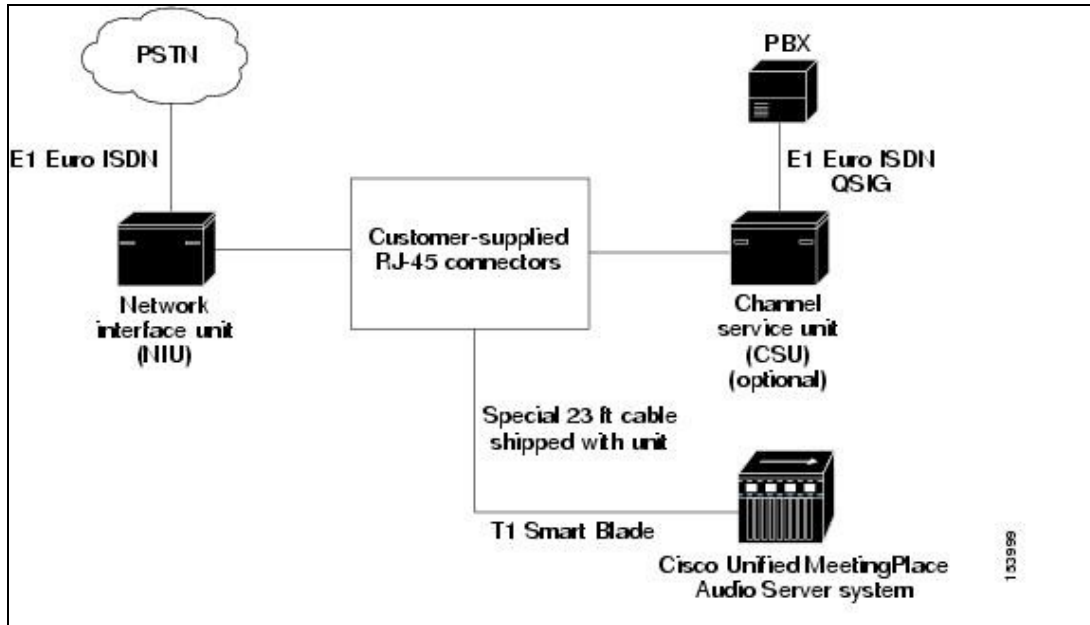 PSTN
PBX
E1 Euro ISDN
E1 Euro ISDN
QSIG
Customer-supplied
RJ-45 connectors
Network
interface unit
(NIU)
Channel
service unit
(CSU)
(optional)
Special 23 ft cable
shipped with unit
T1 Smart Blade
Cisco Unified MeetingPlace
Audio Server system
153999